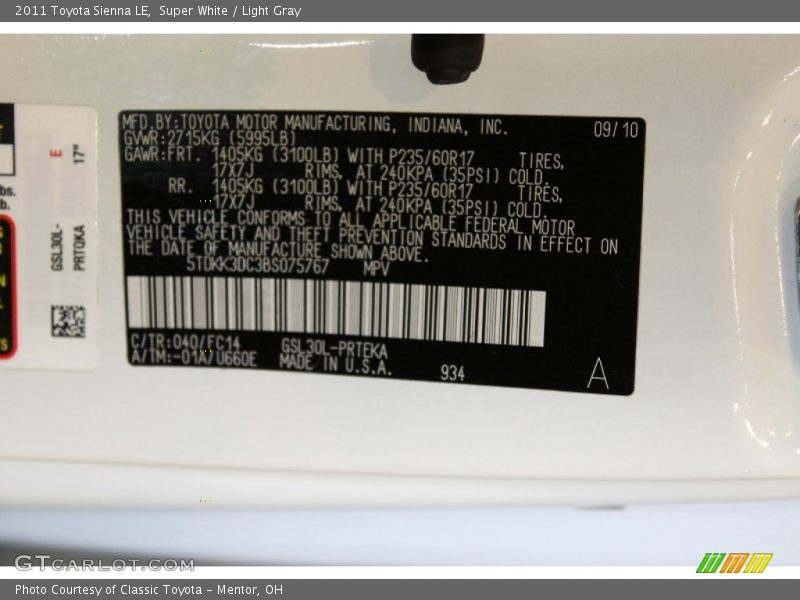 2011 Toyota Sienna LE, Super White / Light Gray
MFD.BY:TOYOTA MOTOR MANUFACTURING, INDIANA, INC. 09/10
GVWR:2715KG (5995LB)
GAWR:FRT. 1405KG (3100LB) WITH P235/60R17 TIRES,
17X7J RIMS, AT 240KPA (35PSI) COLD.
RR. 1405KG (3100LB) WITH P235/60R17 TIRES,
17X7J RIMS, AT 240KPA (35PSI) COLD.
THIS VEHICLE CONFORMS TO ALL APPLICABLE FEDERAL MOTOR
VEHICLE SAFETY AND THEFT PREVENTION STANDARDS IN EFFECT ON
THE DATE OF MANUFACTURE SHOWN ABOVE.
5TDKK3DC3BS075767 MPV
C/TR:040/FC14 GSL30L-PRTEKA
A/TM:-01A/U660E MADE IN U.S.A. 934 A
E 17"
GSL30L-
PRTQKA
bs.
b.
GTCARLOT.COM
Photo Courtesy of Classic Toyota - Mentor, OH